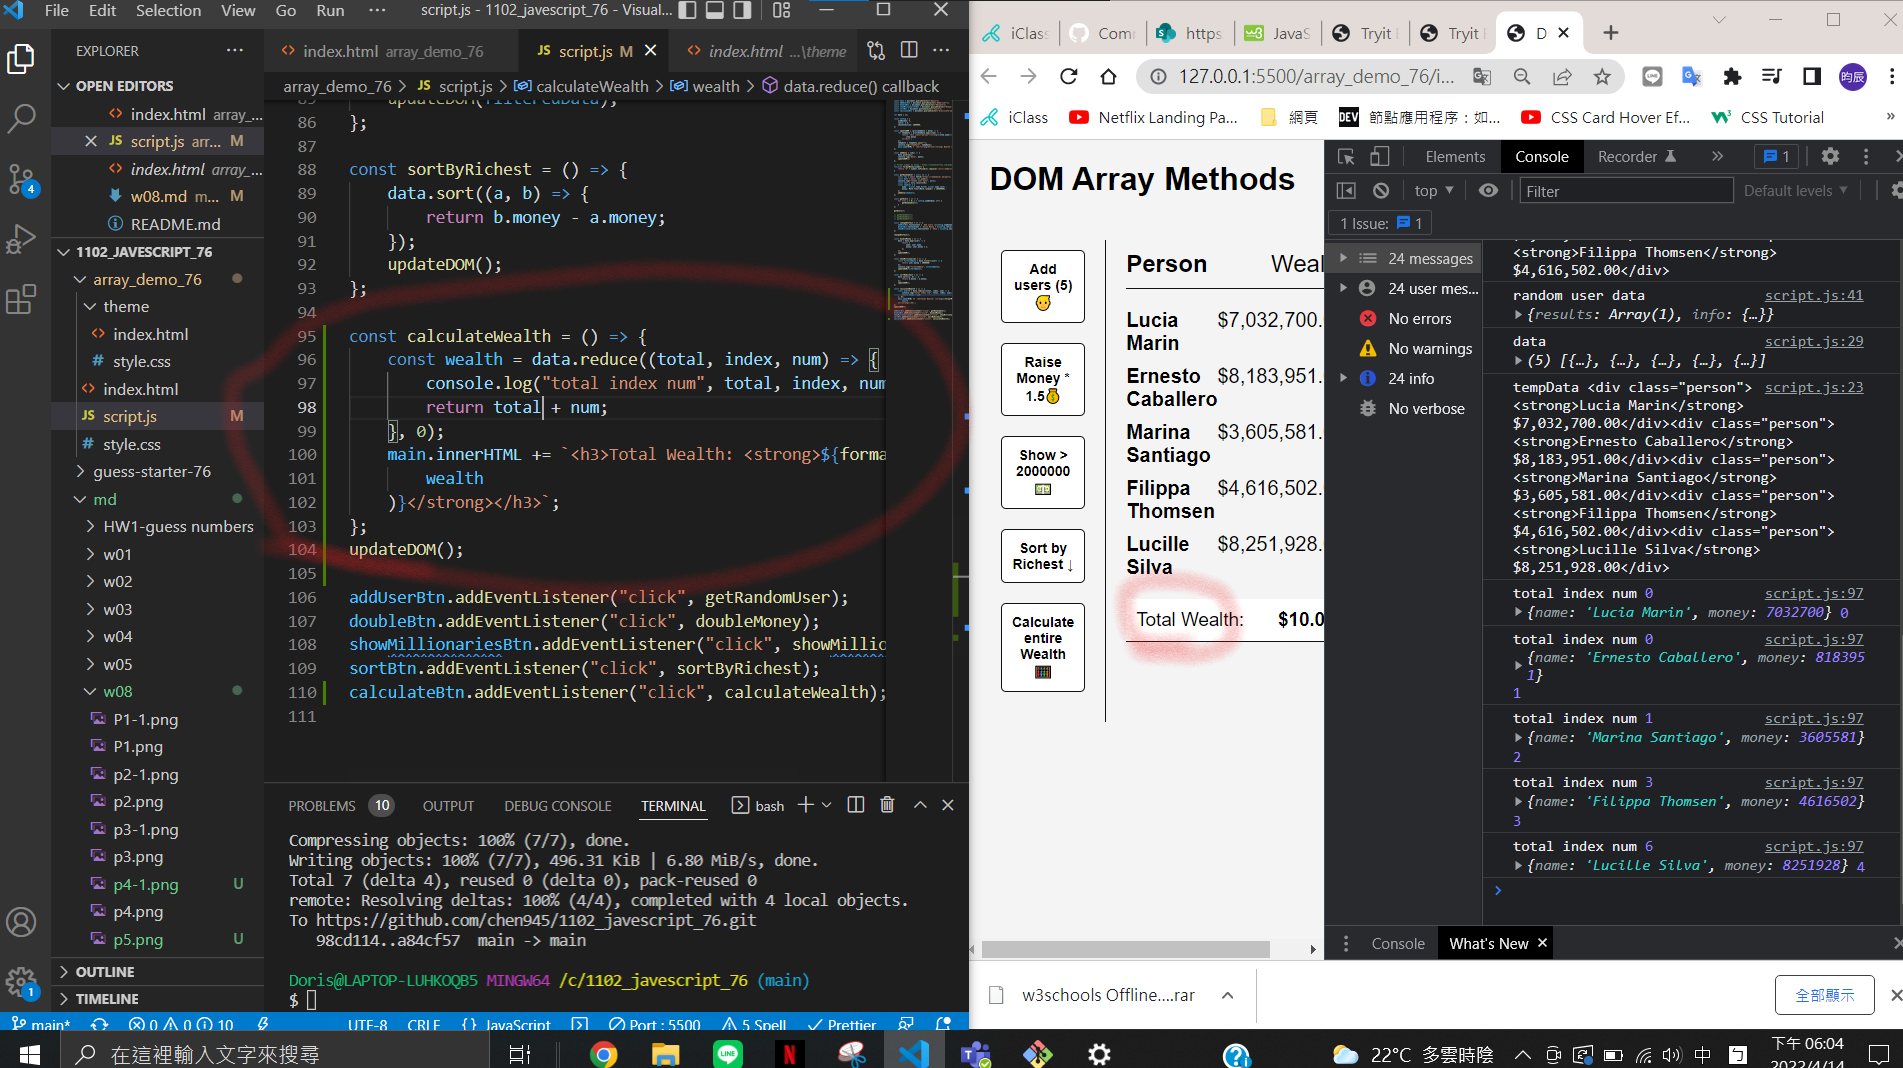 File Edit Selection View Go Run ··· script.js - 1102_javescript_76 - Visual...
EXPLORER
OPEN EDITORS
index.html array_...
script.js arr... M
index.html array_...
w08.md m... M
README.md
1102_JAVESCRIPT_76
array_demo_76
theme
index.html
style.css
index.html
script.js M
style.css
guess-starter-76
md
HW1-guess numbers
w01
w02
w03
w04
w05
w08
P1-1.png
P1.png
p2-1.png
p2.png
p3-1.png
p3.png
p4-1.png U
p4.png
p5.png U
OUTLINE
TIMELINE
4
1
index.html array_demo_76 script.js M index.html ...\theme
array_demo_76 > script.js > calculateWealth > wealth > data.reduce() callback
86 };
87
88 const sortByRichest = () => {
89 data.sort((a, b) => {
90 return b.money - a.money;
91 });
92 updateDOM();
93 };
94
95 const calculateWealth = () => {
96 const wealth = data.reduce((total, index, num) => {
97 console.log("total index num", total, index, num
98 return total + num;
99 }, 0);
100 main.innerHTML += `<h3>Total Wealth: <strong>${forma
101 wealth
102 )}</strong></h3>`;
103 };
104 updateDOM();
105
106 addUserBtn.addEventListener("click", getRandomUser);
107 doubleBtn.addEventListener("click", doubleMoney);
108 showMillionariesBtn.addEventListener("click", showMillio
109 sortBtn.addEventListener("click", sortByRichest);
110 calculateBtn.addEventListener("click", calculateWealth);
111
PROBLEMS 10 OUTPUT DEBUG CONSOLE TERMINAL bash
Compressing objects: 100% (7/7), done.
Writing objects: 100% (7/7), 496.31 KiB | 6.80 MiB/s, done.
Total 7 (delta 4), reused 0 (delta 0), pack-reused 0
remote: Resolving deltas: 100% (4/4), completed with 4 local objects.
To https://github.com/chen945/1102_javescript_76.git
98cd114..a84cf57 main -> main
Doris@LAPTOP-LUHKOQB5 MINGW64 /c/1102_javescript_76 (main)
$
main* 0 0 10 UTF-8 CRLF {} JavaScript Port : 5500 5 Spell Prettier
iClass Com https JavaS Tryit Tryit D
127.0.0.1:5500/array_demo_76/i...
昀辰
iClass Netflix Landing Pa... 網頁 DEV 節點應用程序：如... CSS Card Hover Ef... CSS Tutorial »
DOM Array Methods
Add users (5)
Raise Money * 1.5
Show > 2000000
Sort by Richest ↓
Calculate entire Wealth
Person Weal
Lucia Marin $7,032,700.
Ernesto Caballero $8,183,951.
Marina Santiago $3,605,581.
Filippa Thomsen $4,616,502.
Lucille Silva $8,251,928.
Total Wealth: $10.0
Elements Console Recorder » 1
top Filter Default levels
1 Issue: 1
24 messages
24 user mes...
No errors
No warnings
24 info
No verbose
<strong>Filippa Thomsen</strong>
$4,616,502.00</div>
random user data script.js:41
{results: Array(1), info: {…}}
data script.js:29
(5) [{…}, {…}, {…}, {…}, {…}]
tempData <div class="person"> script.js:23
<strong>Lucia Marin</strong>
$7,032,700.00</div><div class="person">
<strong>Ernesto Caballero</strong>
$8,183,951.00</div><div class="person">
<strong>Marina Santiago</strong>
$3,605,581.00</div><div class="person">
<strong>Filippa Thomsen</strong>
$4,616,502.00</div><div class="person">
<strong>Lucille Silva</strong>
$8,251,928.00</div>
total index num 0 script.js:97
{name: 'Lucia Marin', money: 7032700} 0
total index num 0 script.js:97
{name: 'Ernesto Caballero', money: 818395
1}
1
total index num 1 script.js:97
{name: 'Marina Santiago', money: 3605581}
2
total index num 3 script.js:97
{name: 'Filippa Thomsen', money: 4616502}
3
total index num 6 script.js:97
{name: 'Lucille Silva', money: 8251928} 4
Console What's New
w3schools Offline....rar
全部顯示
在這裡輸入文字來搜尋
22°C 多雲時陰
中
下午 06:04
2022/4/14